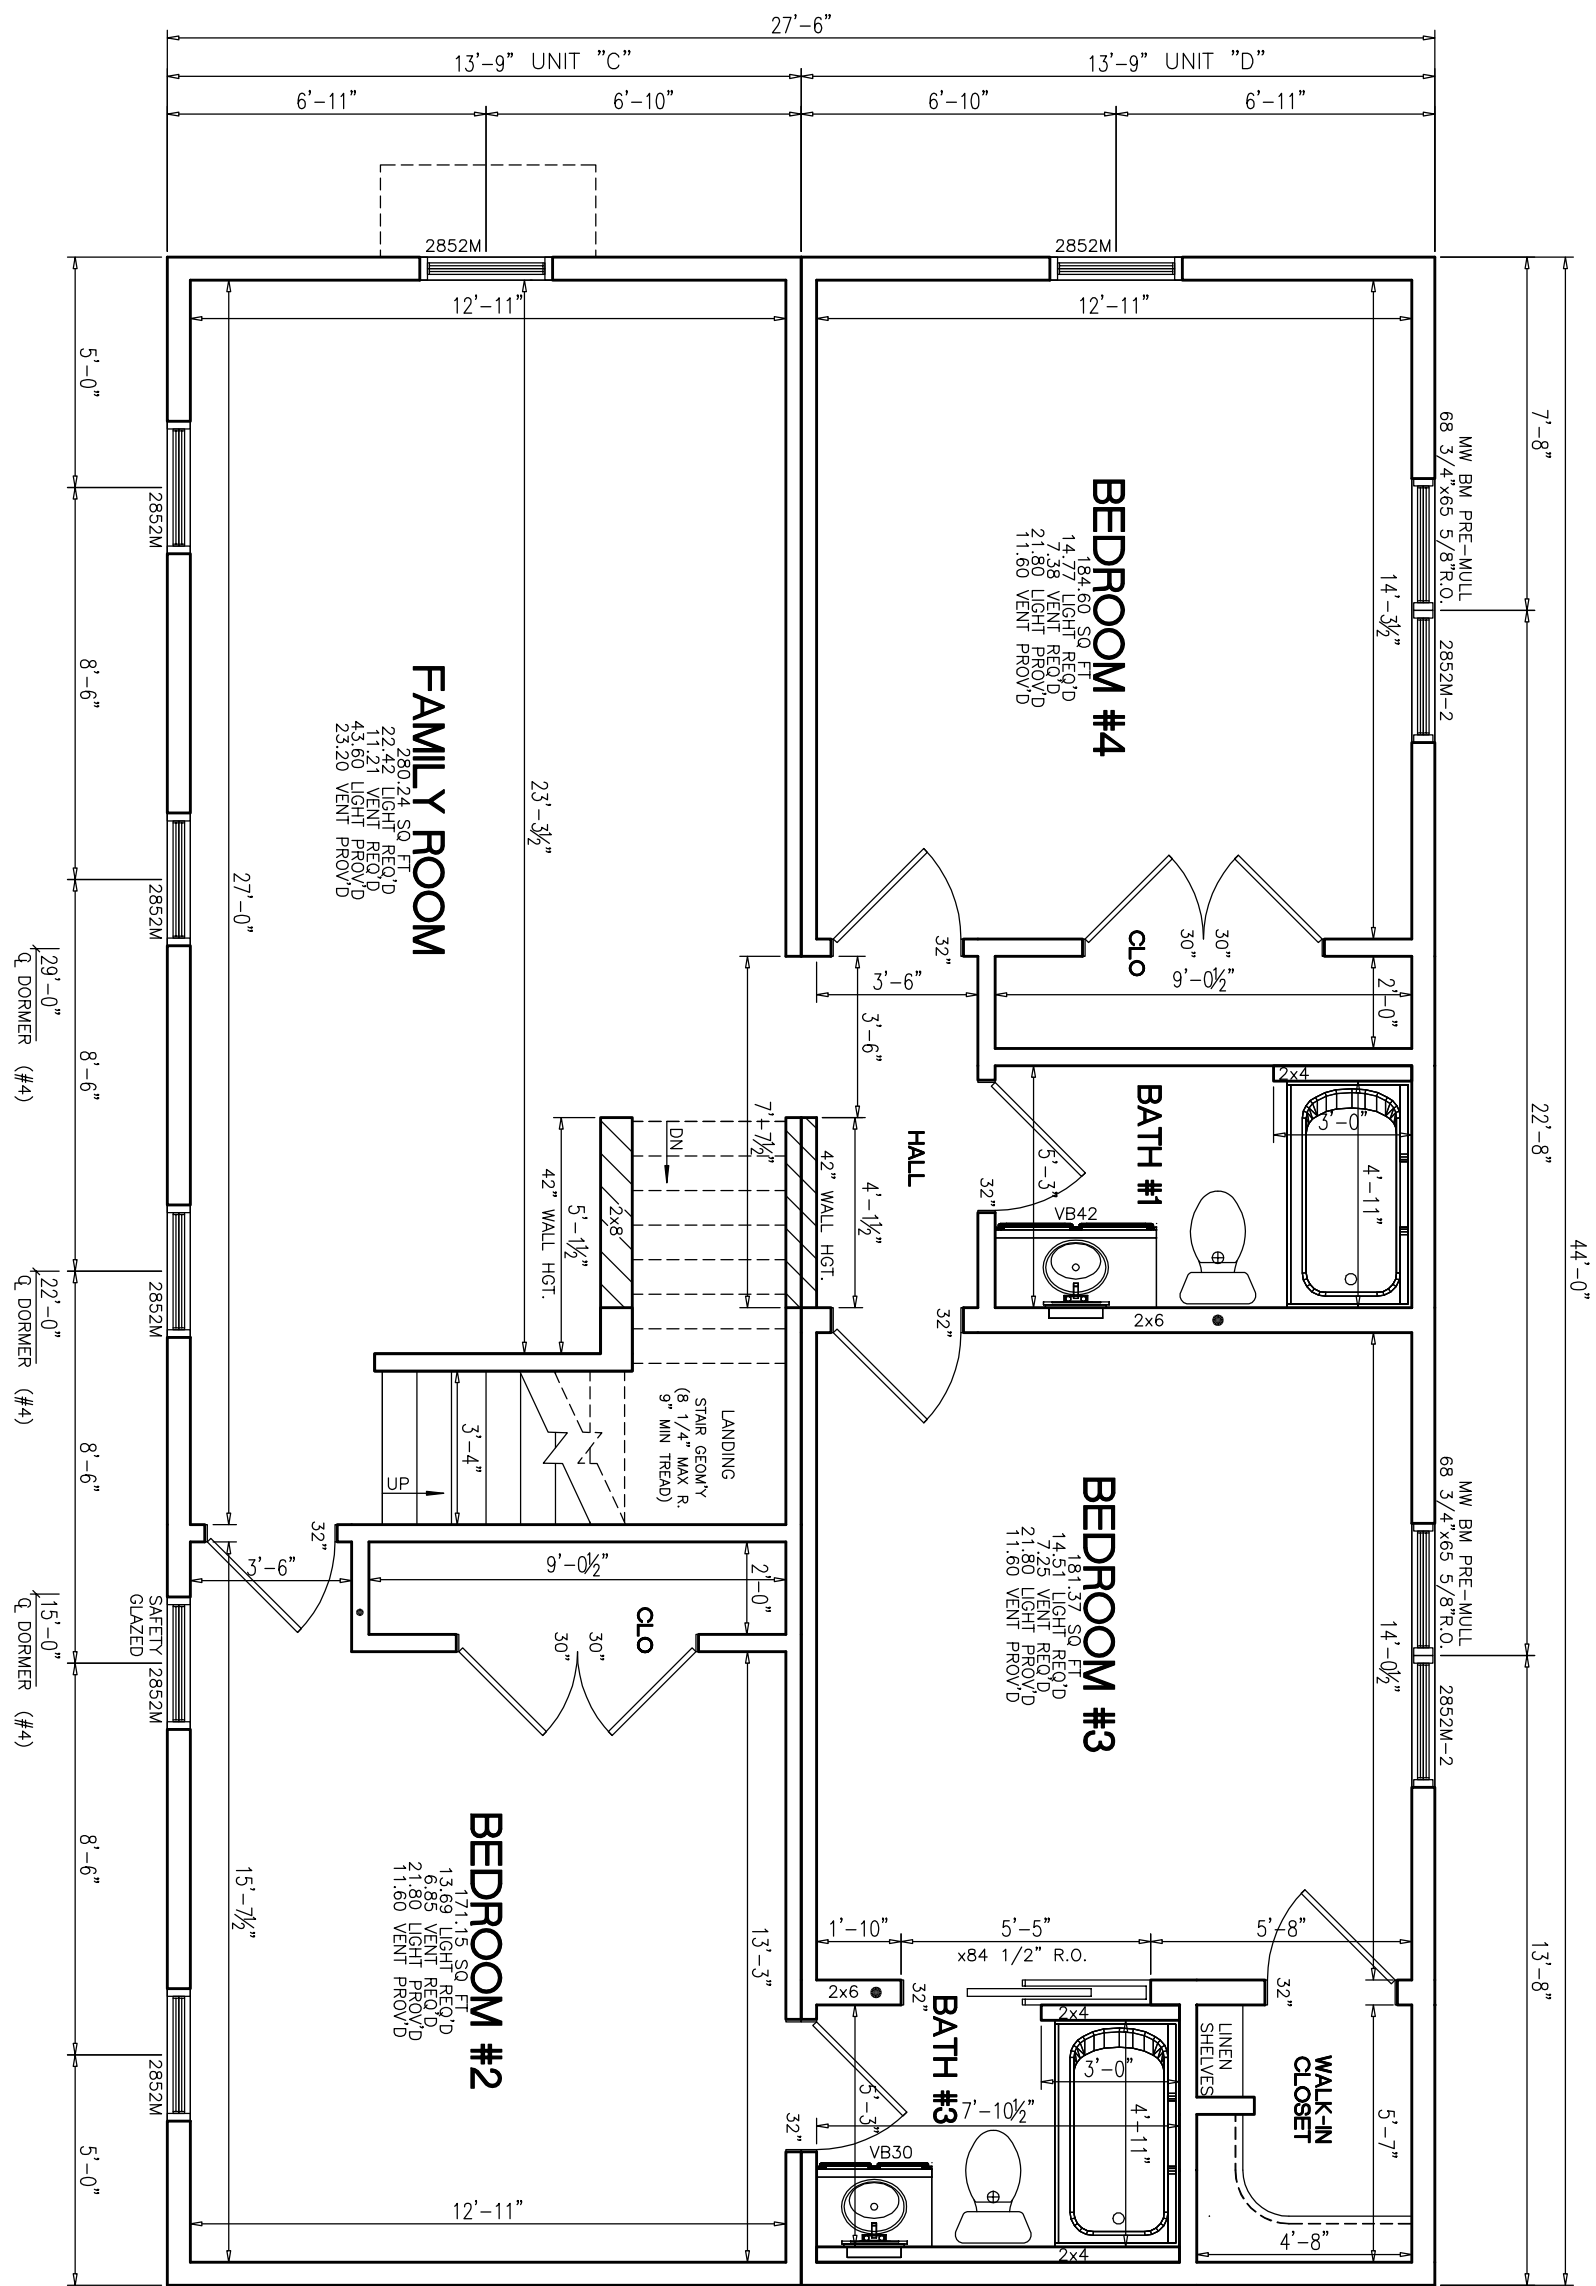 27'-6"
13'-9" UNIT "C"
13'-9" UNIT "D"
6'-11"
6'-10"
6'-10"
6'-11"
2852M
2852M
12'-11"
12'-11"
5'-0"
7'-8"
MW BM PRE-MULL
68 3/4"x65 5/8"R.O.
2852M-2
14'-3½"
BEDROOM #4
184.60 SQ FT
14.77 LIGHT REQ'D
7.38 VENT REQ'D
21.80 LIGHT PROV'D
11.60 VENT PROV'D
2852M
8'-6"
FAMILY ROOM
280.24 SQ FT
22.42 LIGHT REQ'D
11.21 VENT REQ'D
43.60 LIGHT PROV'D
23.20 VENT PROV'D
23'-3½"
27'-0"
2852M
29'-0"
℄ DORMER (#4)
8'-6"
32"
30"
30"
CLO
3'-6"
9'-0½"
2'-0"
3'-6"
22'-8"
44'-0"
2x4
3'-0"
4'-11"
BATH #1
5'-3"
32"
VB42
HALL
7'-7½"
4'-1½"
42" WALL HGT.
DN
2x8
5'-1½"
42" WALL HGT.
2852M
22'-0"
℄ DORMER (#4)
8'-6"
32"
2x6
LANDING
STAIR GEOM'Y
(8 1/4" MAX R.
9" MIN TREAD)
3'-4"
UP
MW BM PRE-MULL
68 3/4"x65 5/8"R.O.
2852M-2
14'-0½"
BEDROOM #3
181.37 SQ FT
14.51 LIGHT REQ'D
7.25 VENT REQ'D
21.80 LIGHT PROV'D
11.60 VENT PROV'D
32"
3'-6"
9'-0½"
2'-0"
CLO
30"
30"
SAFETY
GLAZED
2852M
15'-0"
℄ DORMER (#4)
8'-6"
15'-7½"
BEDROOM #2
171.15 SQ FT
13.69 LIGHT REQ'D
6.85 VENT REQ'D
21.80 LIGHT PROV'D
11.60 VENT PROV'D
13'-3"
1'-10"
5'-5"
x84 1/2" R.O.
5'-8"
13'-8"
2x6
32"
32"
BATH #3
2x4
3'-0"
4'-11"
5'-3"
7'-10½"
32"
VB30
2x4
LINEN
SHELVES
WALK-IN
CLOSET
5'-7"
4'-8"
2852M
5'-0"
12'-11"